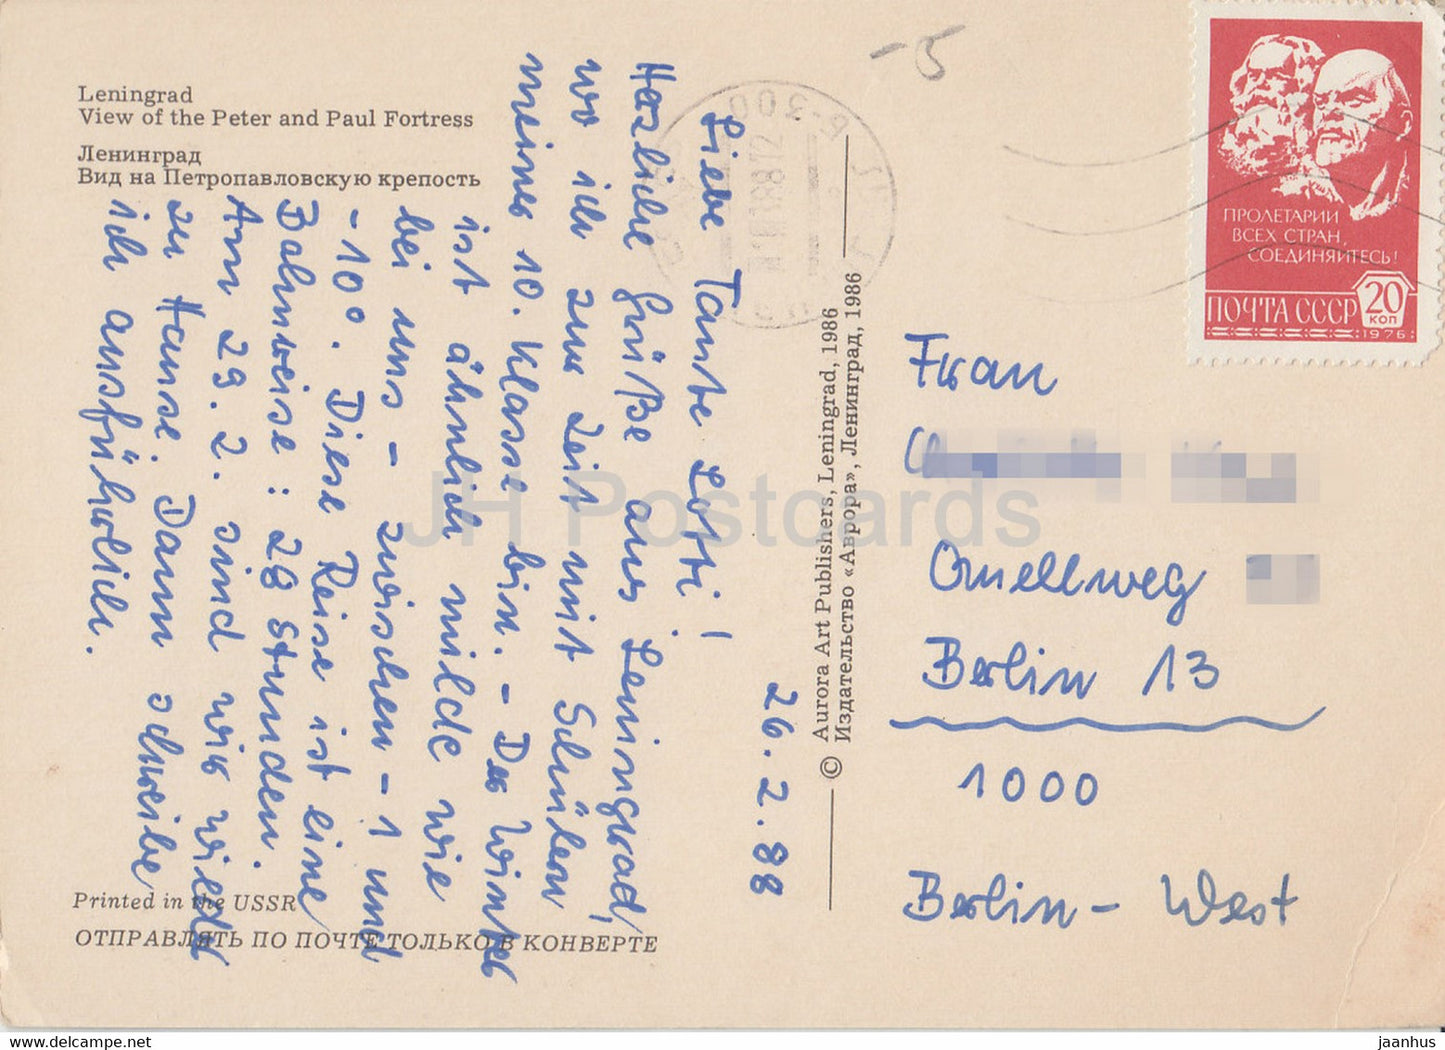 Leningrad
View of the Peter and Paul Fortress
Ленинград
Вид на Петропавловскую крепость
26. 2. 88
Liebe Tante Lotti!
Herzliche Grüße aus Leningrad,
wo ich zur Zeit mit Schülern
meiner 10. Klasse bin. - Der Winter
ist ähnlich milde wie
bei uns - zwischen -1 und
-10°. Diese Reise ist eine
Bahnreise: 28 Stunden.
Am 29. 2. sind wir wieder
zu Hause. Dann schreibe
ich ausführlich.
Printed in the USSR
ОТПРАВЛЯТЬ ПО ПОЧТЕ ТОЛЬКО В КОНВЕРТЕ
© Aurora Art Publishers, Leningrad, 1986
Издательство «Аврора», Ленинград, 1986
-5
ПРОЛЕТАРИИ
ВСЕХ СТРАН,
СОЕДИНЯЙТЕСЬ!
ПОЧТА СССР 20 КОП
1976
Frau
Quellweg
Berlin 13
1000
Berlin - West
JH Postcards
HipPostcard.com
jaanhus